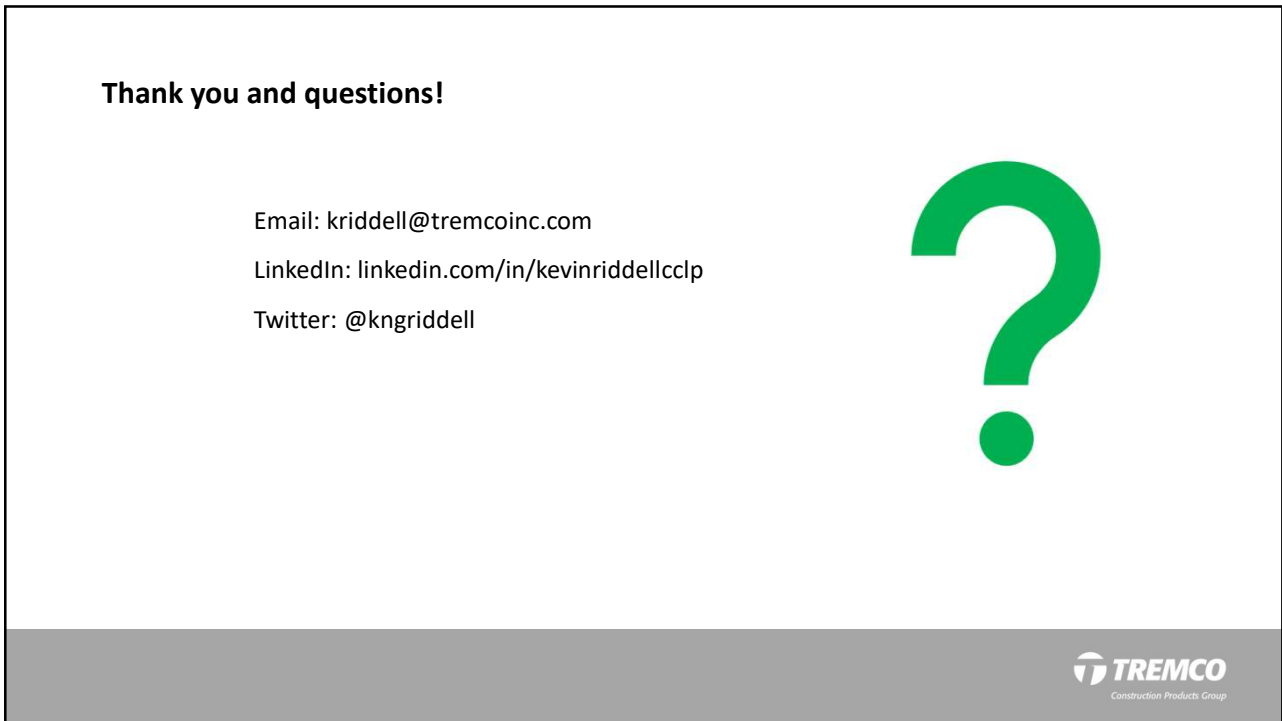 Thank you and questions!
Email: kriddell@tremcoinc.com
LinkedIn: linkedin.com/in/kevinriddellcclp
Twitter: @kngriddell
?
TREMCO
Construction Products Group